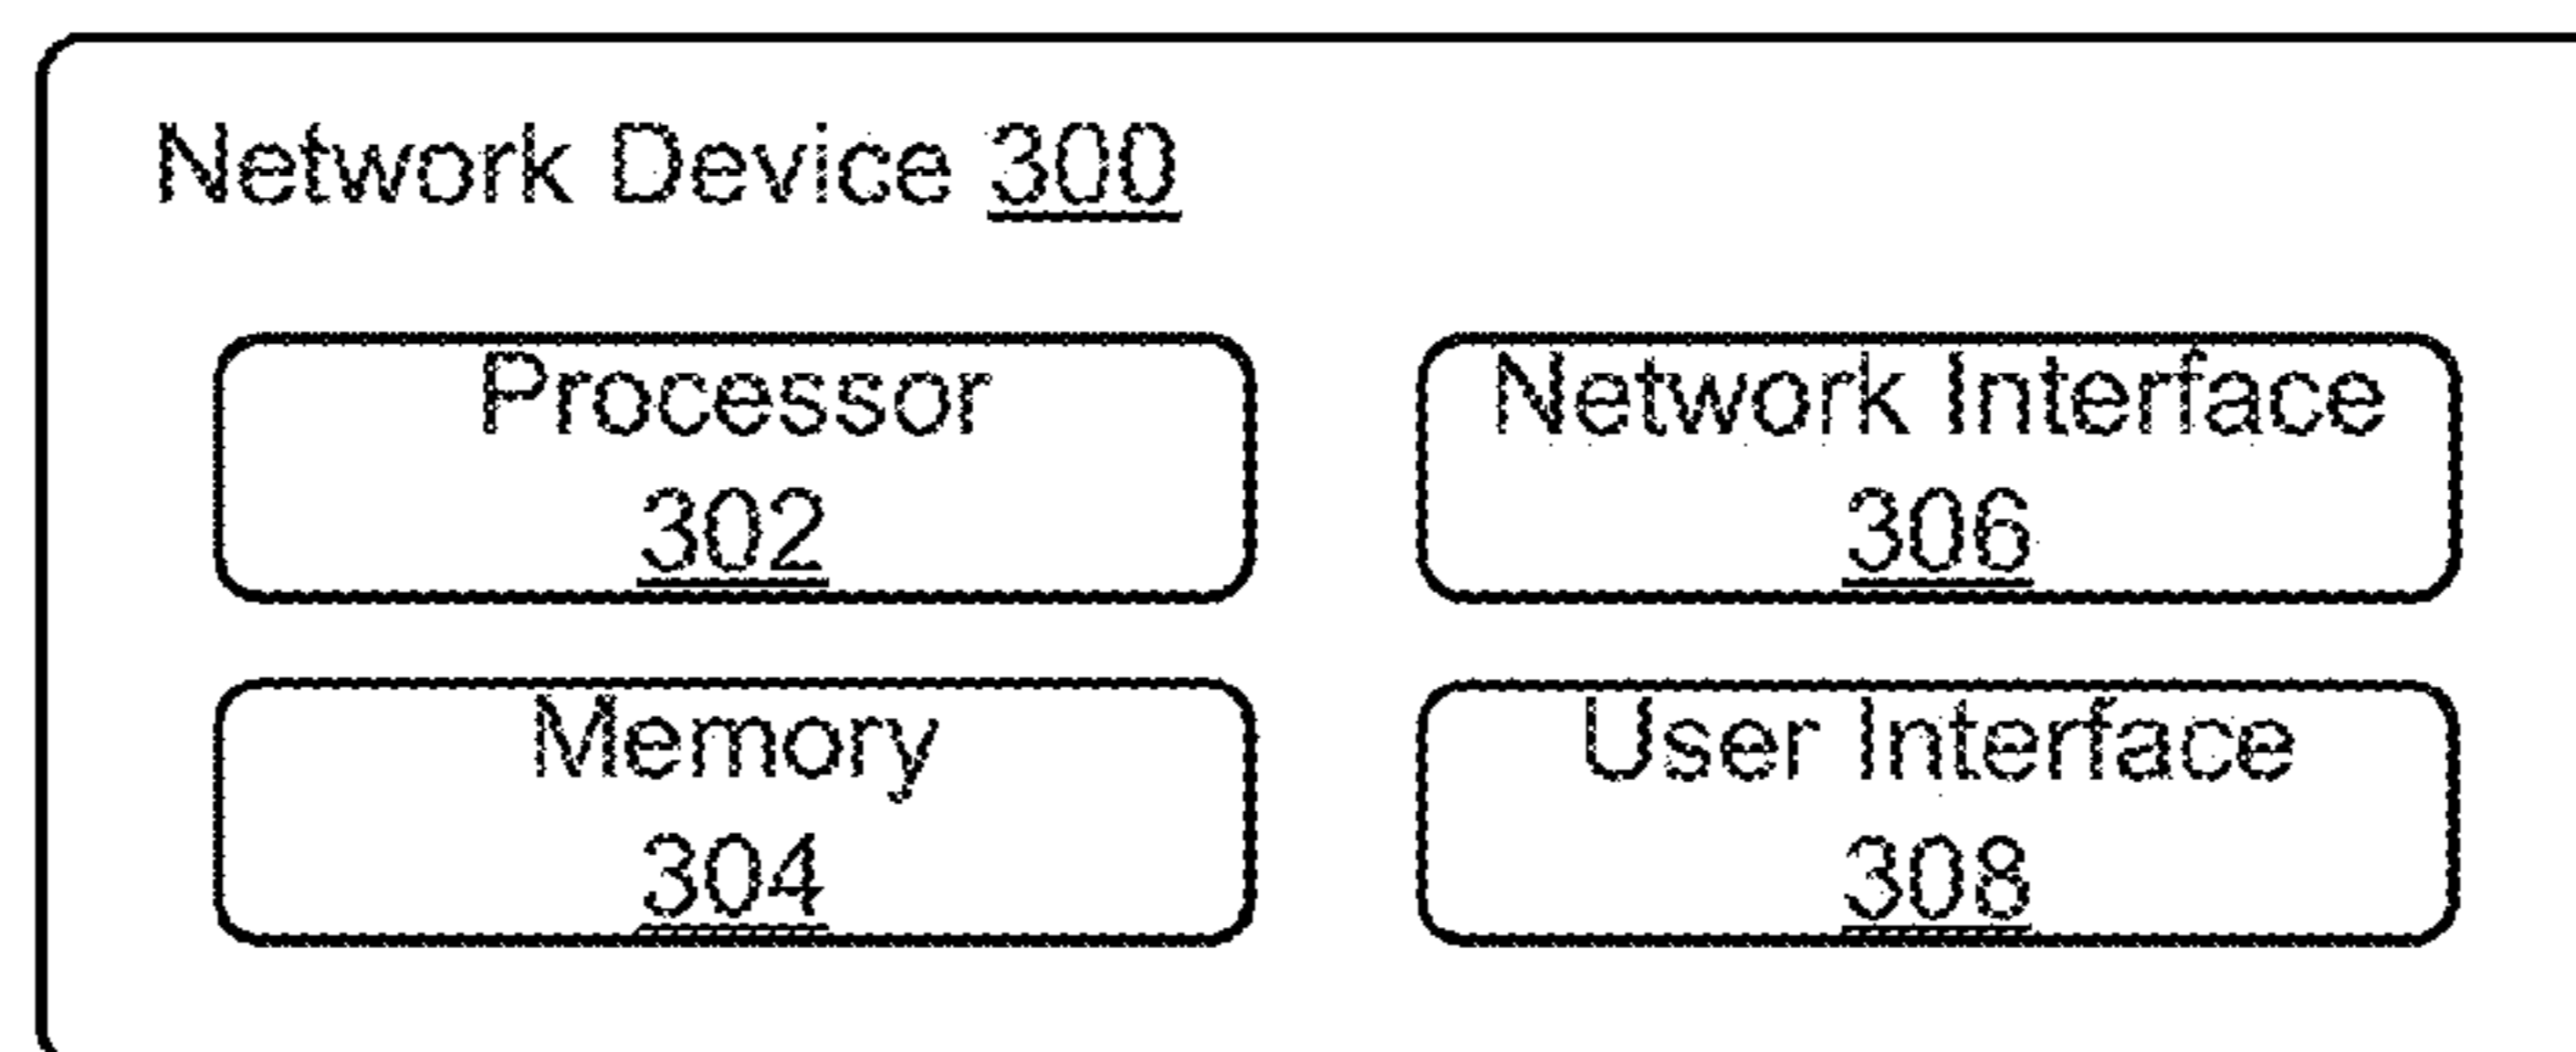 Network Device 300
Processor
302
Network Interface
306
Memory
304
User Interface
308